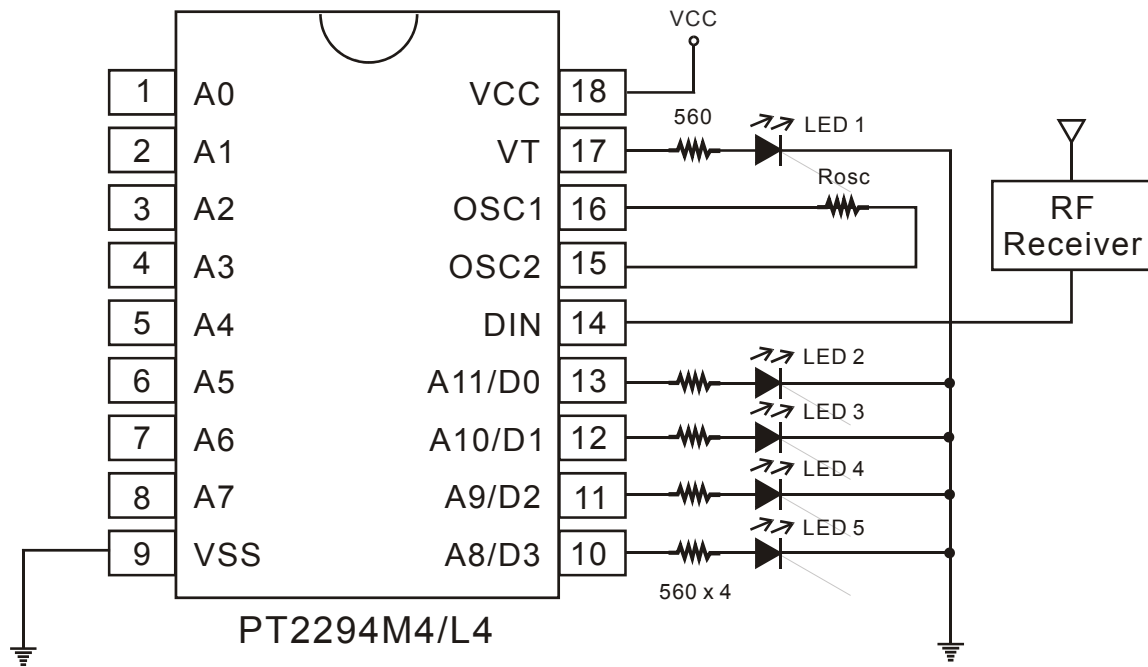 VCC
1 A0 VCC 18
560 LED 1
2 A1 VT 17
Rosc
3 A2 OSC1 16
RF
Receiver
4 A3 OSC2 15
5 A4 DIN 14
LED 2
6 A5 A11/D0 13
LED 3
7 A6 A10/D1 12
LED 4
8 A7 A9/D2 11
LED 5
9 VSS A8/D3 10
560 x 4
PT2294M4/L4